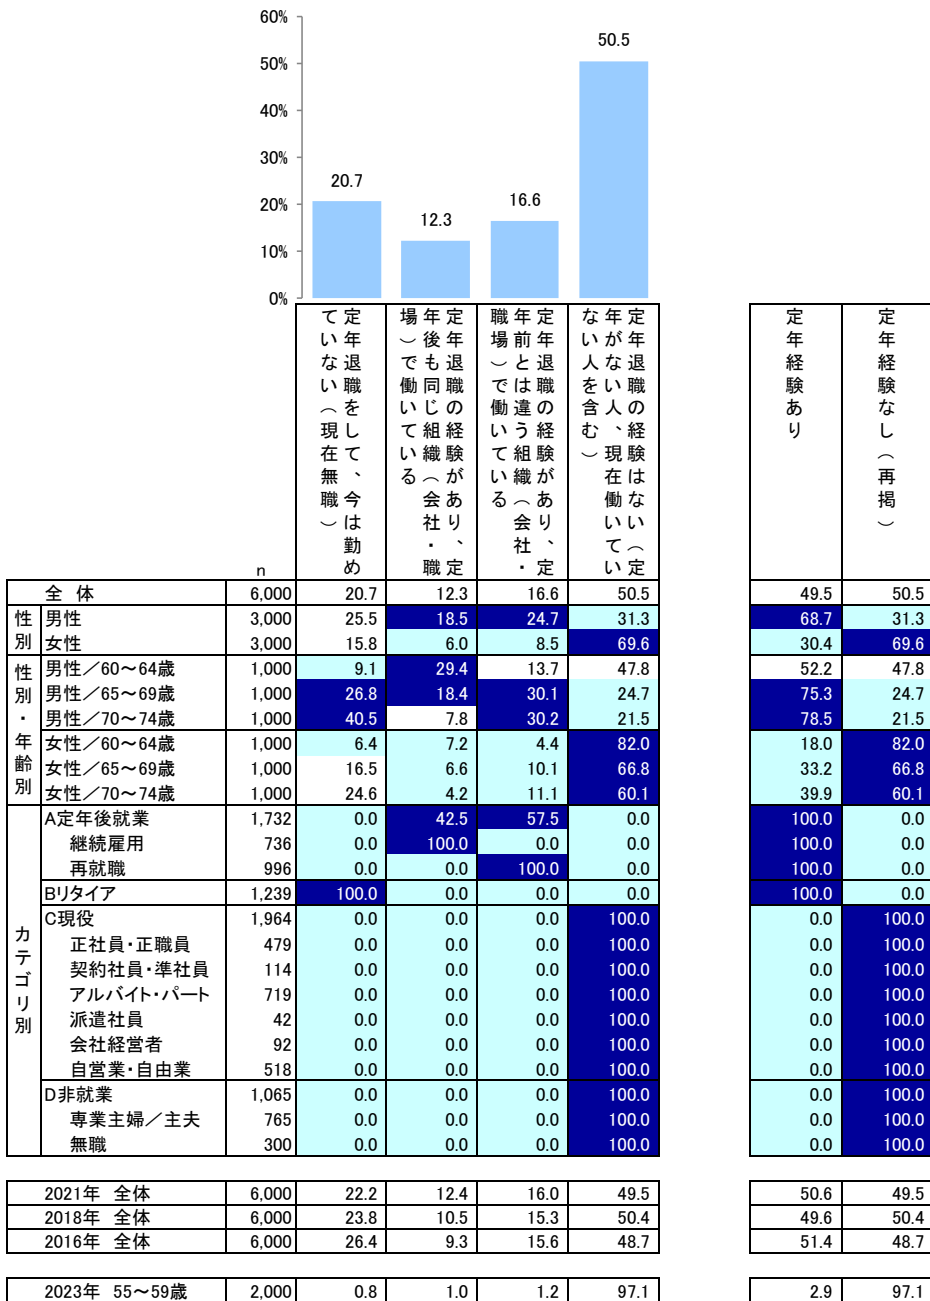 60%
50%
40%
30%
20%
10%
0%
20.7
12.3
16.6
50.5
定年退職をして、今は勤めていない（現在無職）
定年退職の経験があり、定年後も同じ組織（会社・職場）で働いている
定年退職の経験があり、定年前とは違う組織（会社・職場）で働いている
定年退職の経験はない（定年がない人、現在働いていない人を含む）
定年経験あり
定年経験なし（再掲）
n
全 体 6,000 20.7 12.3 16.6 50.5 49.5 50.5
性別
男性 3,000 25.5 18.5 24.7 31.3 68.7 31.3
女性 3,000 15.8 6.0 8.5 69.6 30.4 69.6
性別・年齢別
男性／60～64歳 1,000 9.1 29.4 13.7 47.8 52.2 47.8
男性／65～69歳 1,000 26.8 18.4 30.1 24.7 75.3 24.7
男性／70～74歳 1,000 40.5 7.8 30.2 21.5 78.5 21.5
女性／60～64歳 1,000 6.4 7.2 4.4 82.0 18.0 82.0
女性／65～69歳 1,000 16.5 6.6 10.1 66.8 33.2 66.8
女性／70～74歳 1,000 24.6 4.2 11.1 60.1 39.9 60.1
カテゴリ別
A定年後就業 1,732 0.0 42.5 57.5 0.0 100.0 0.0
継続雇用 736 0.0 100.0 0.0 0.0 100.0 0.0
再就職 996 0.0 0.0 100.0 0.0 100.0 0.0
Bリタイア 1,239 100.0 0.0 0.0 0.0 100.0 0.0
C現役 1,964 0.0 0.0 0.0 100.0 0.0 100.0
正社員・正職員 479 0.0 0.0 0.0 100.0 0.0 100.0
契約社員・準社員 114 0.0 0.0 0.0 100.0 0.0 100.0
アルバイト・パート 719 0.0 0.0 0.0 100.0 0.0 100.0
派遣社員 42 0.0 0.0 0.0 100.0 0.0 100.0
会社経営者 92 0.0 0.0 0.0 100.0 0.0 100.0
自営業・自由業 518 0.0 0.0 0.0 100.0 0.0 100.0
D非就業 1,065 0.0 0.0 0.0 100.0 0.0 100.0
専業主婦／主夫 765 0.0 0.0 0.0 100.0 0.0 100.0
無職 300 0.0 0.0 0.0 100.0 0.0 100.0
2021年 全体 6,000 22.2 12.4 16.0 49.5 50.6 49.5
2018年 全体 6,000 23.8 10.5 15.3 50.4 49.6 50.4
2016年 全体 6,000 26.4 9.3 15.6 48.7 51.4 48.7
2023年 55～59歳 2,000 0.8 1.0 1.2 97.1 2.9 97.1